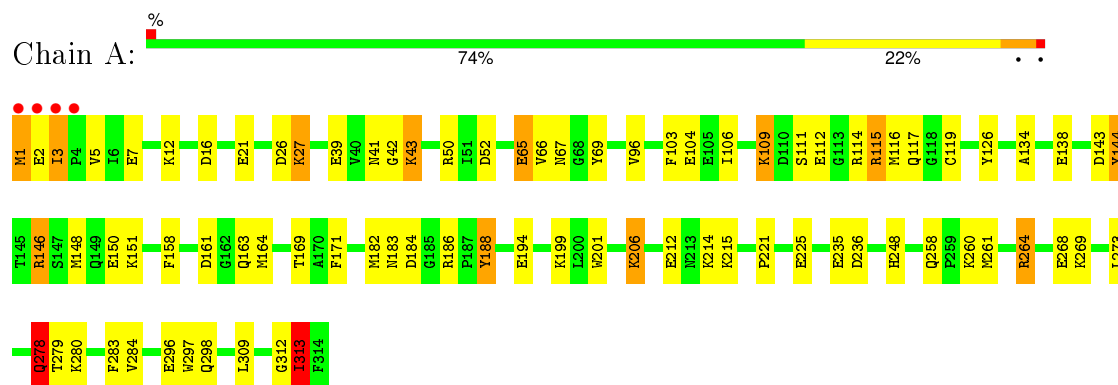 %
Chain A:
74% 22% • •
M1 E2 I3 P4 V5 I6 E7 K12 D16 E21 D26 K27 E39 V40 N41 G42 K43 R50 I51 D52 E65 V66 N67 G68 Y69 V96 F103 E104 E105 I106 K109 D110 S111 E112 G113 R114 R115 M116 Q117 G118 C119 Y126 A134 E138 D143 Y144
T145 R146 S147 M148 Q149 E150 K151 F158 D161 G162 Q163 M164 T169 A170 F171 M182 N183 D184 G185 R186 P187 Y188 E194 K199 L200 W201 K206 E212 N213 K214 K215 P221 E225 E235 D236 H248 Q258 P259 K260 M261 R264 E268 K269
Q278 T279 K280 F283 V284 E296 W297 Q298 L309 G312 I313 F314